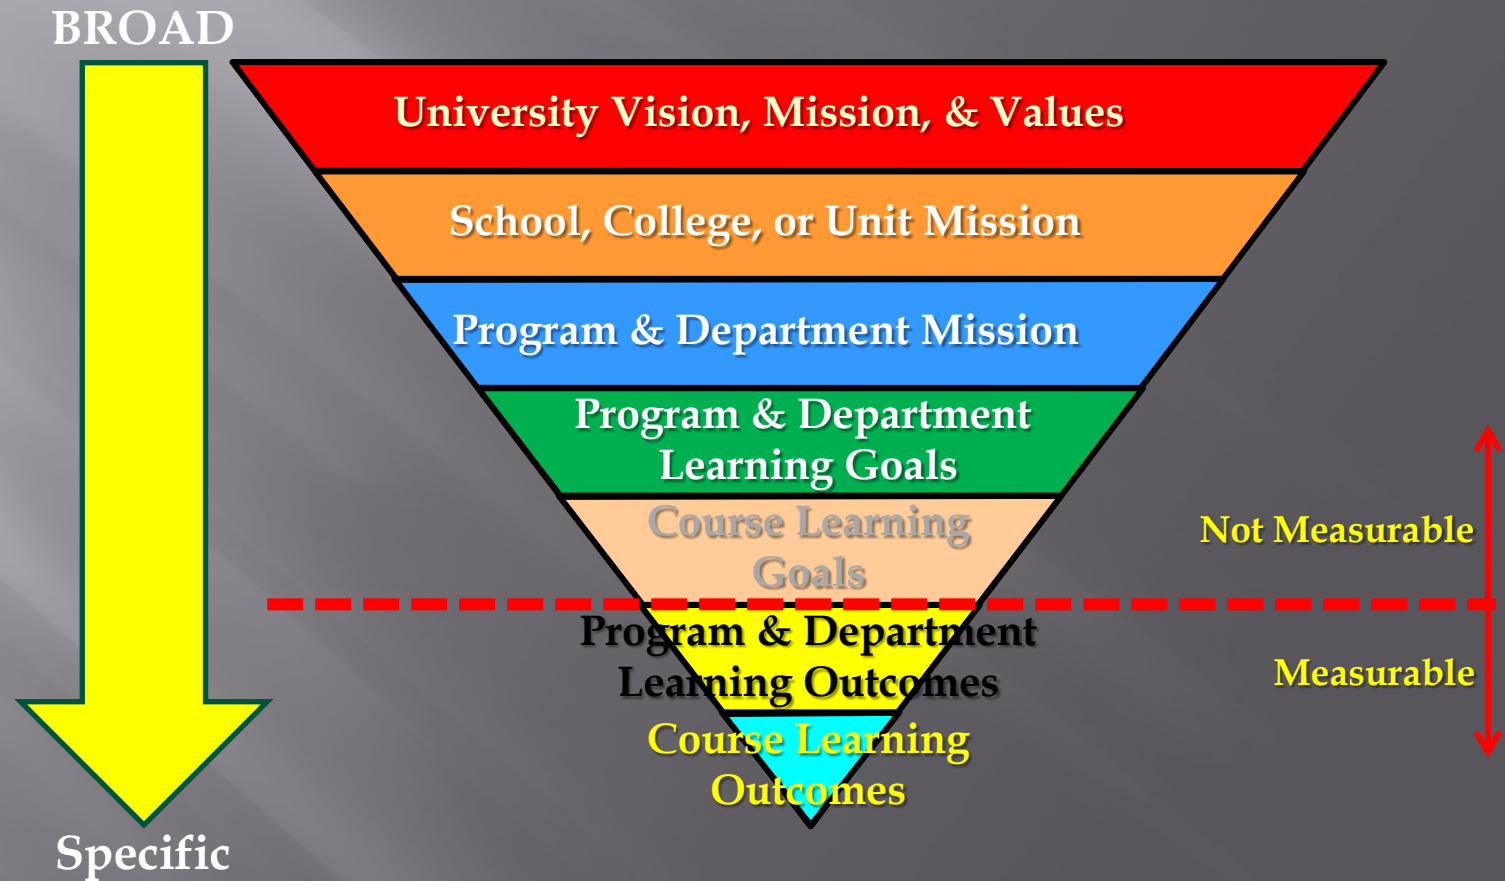 BROAD
University Vision, Mission, & Values
School, College, or Unit Mission
Program & Department Mission
Program & Department
Learning Goals
Course Learning
Goals
Not Measurable
Program & Department
Learning Outcomes
Measurable
Course Learning
Outcomes
Specific